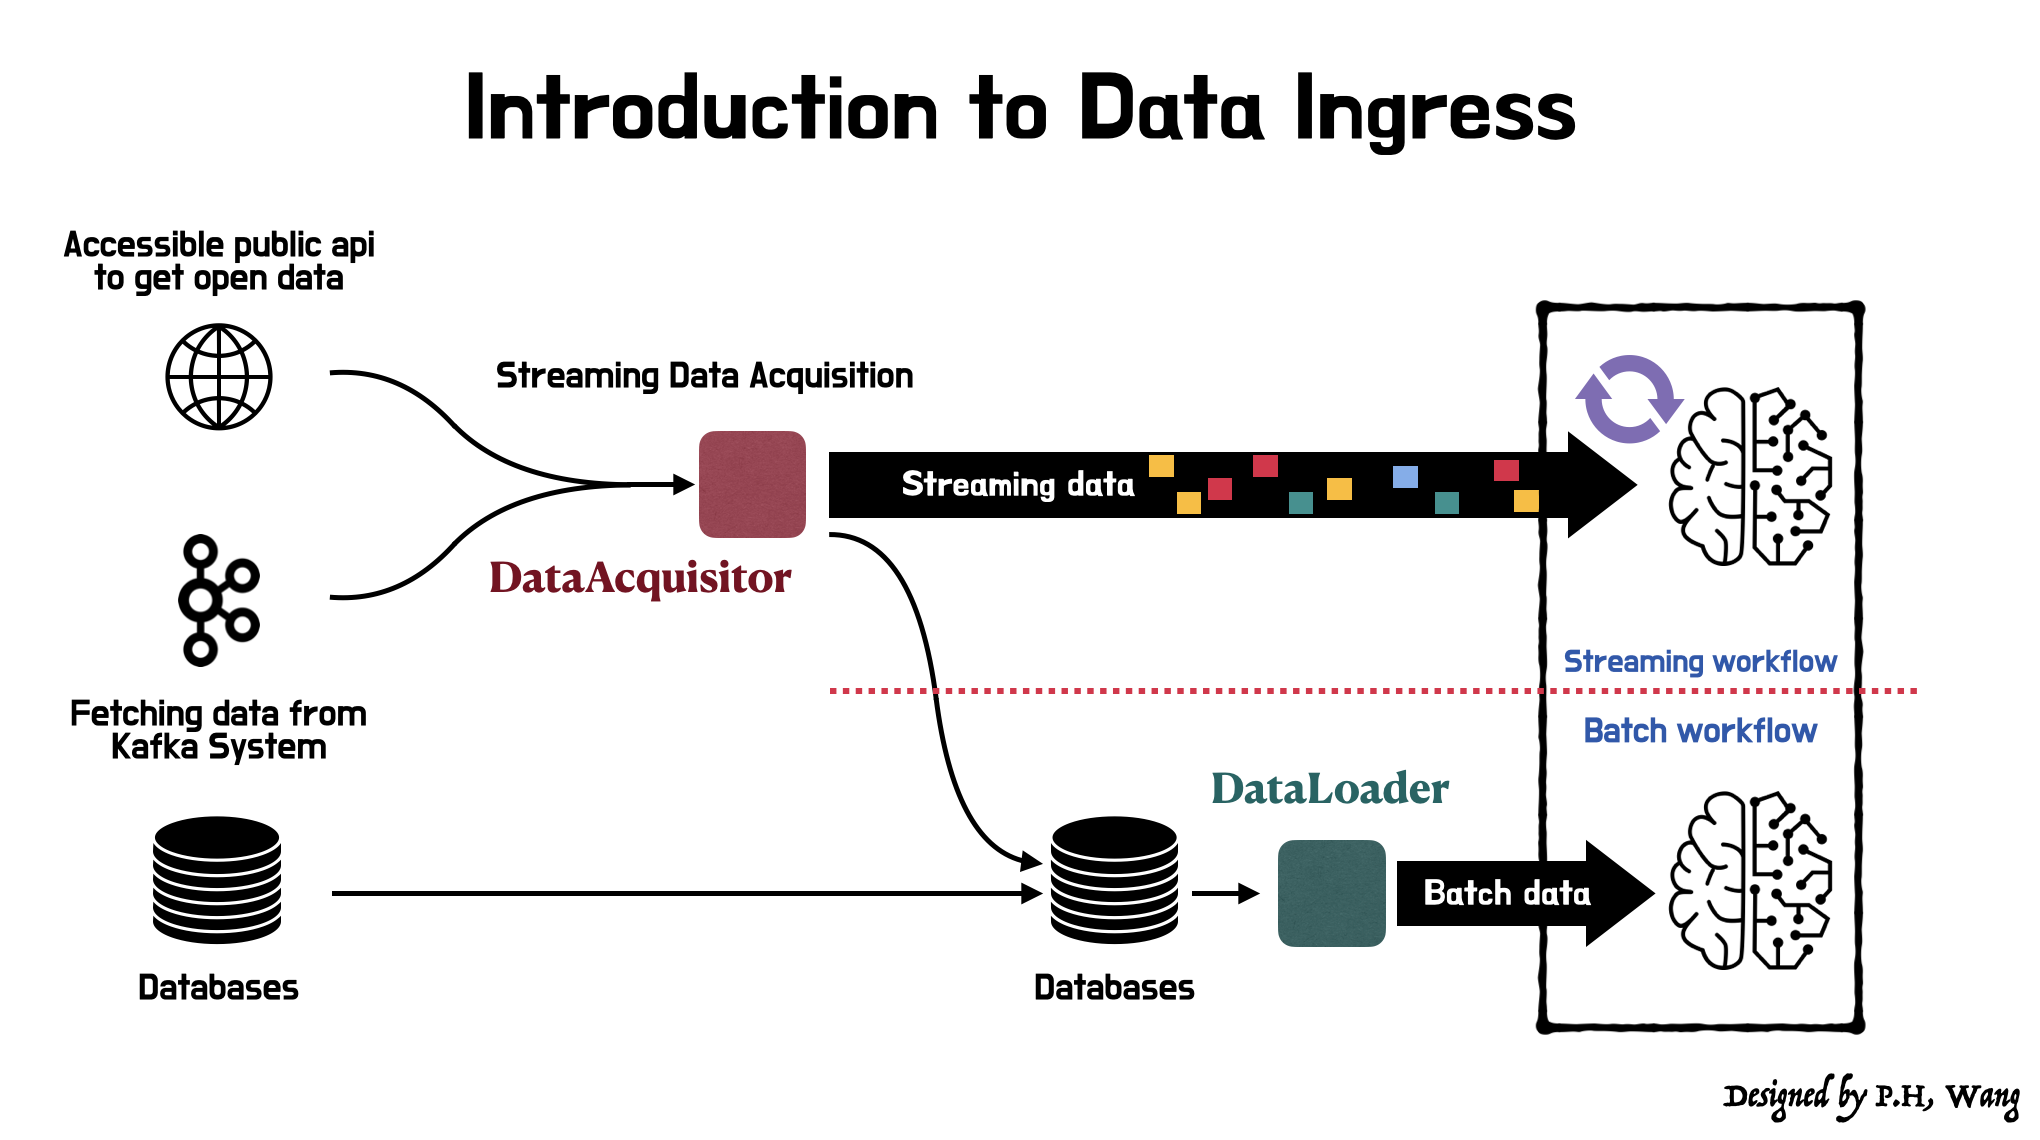 Introduction to Data Ingress
Accessible public api
to get open data
Streaming Data Acquisition
Streaming data
DataAcquisitor
Fetching data from
Kafka System
Streaming workflow
Batch workflow
DataLoader
Batch data
Databases
Databases
Designed by P.H, Wang